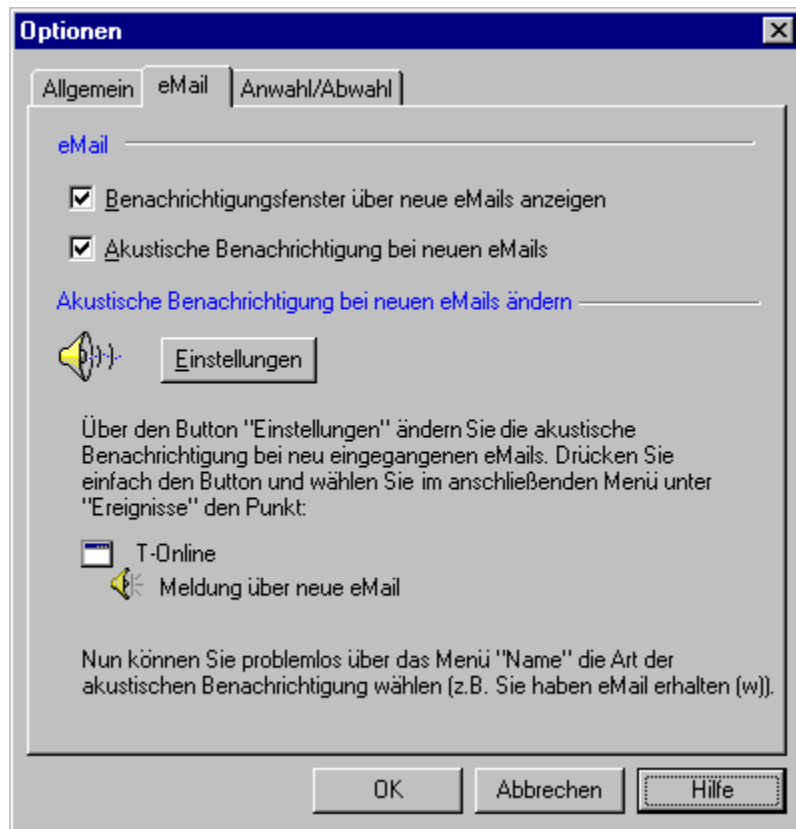 Optionen
Allgemein eMail Anwahl/Abwahl
eMail
Benachrichtigungsfenster über neue eMails anzeigen
Akustische Benachrichtigung bei neuen eMails
Akustische Benachrichtigung bei neuen eMails ändern
Einstellungen
Über den Button "Einstellungen" ändern Sie die akustische
Benachrichtigung bei neu eingegangenen eMails. Drücken Sie
einfach den Button und wählen Sie im anschließenden Menü unter
"Ereignisse" den Punkt:
T-Online
Meldung über neue eMail
Nun können Sie problemlos über das Menü "Name" die Art der
akustischen Benachrichtigung wählen (z.B. Sie haben eMail erhalten (w)).
OK Abbrechen Hilfe